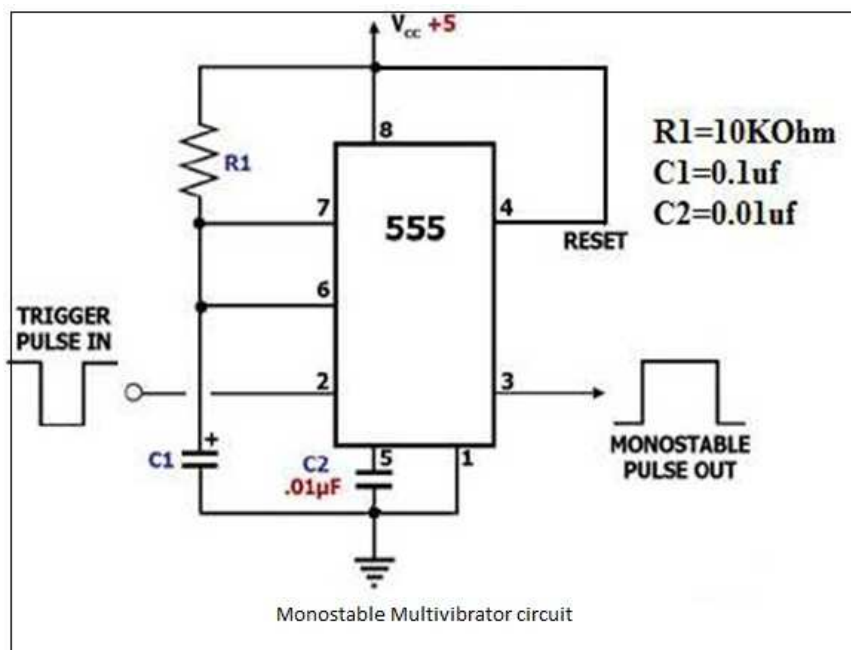 Vcc +5
8
R1
R1=10KOhm
C1=0.1uf
C2=0.01uf
7
4
555
RESET
6
TRIGGER
PULSE IN
2
3
C1
+
C2
.01µF
5
1
MONOSTABLE
PULSE OUT
Monostable Multivibrator circuit